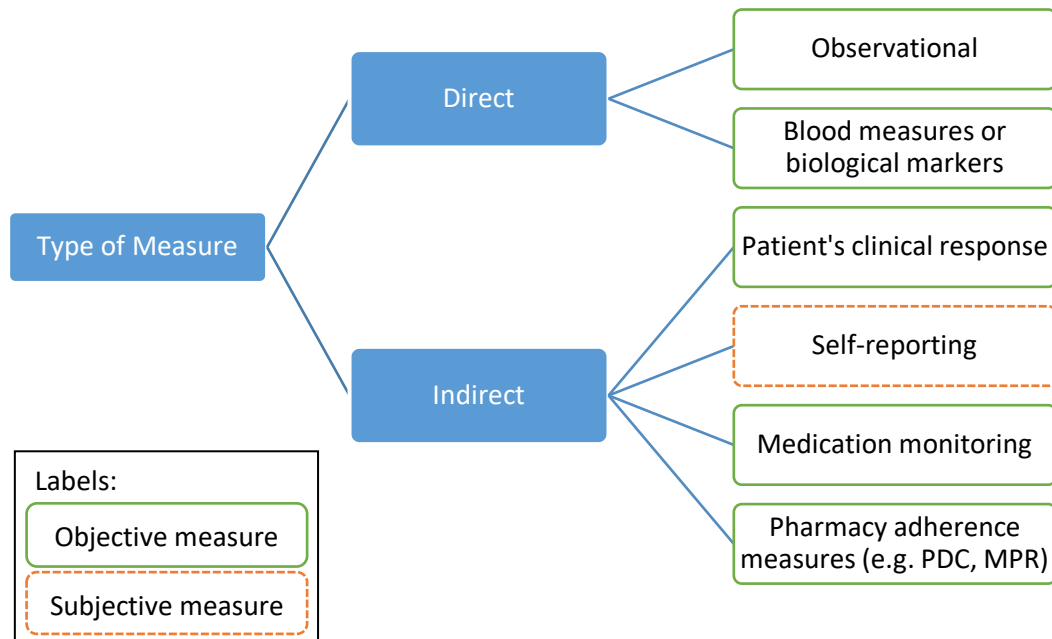 Type of Measure
Direct
Indirect
Observational
Blood measures or
biological markers
Patient's clinical response
Self-reporting
Medication monitoring
Pharmacy adherence
measures (e.g. PDC, MPR)
Labels:
Objective measure
Subjective measure